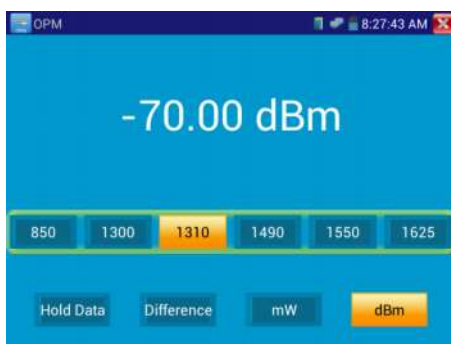 OPM 8:27:43 AM
-70.00 dBm
850 1300 1310 1490 1550 1625
Hold Data Difference mW dBm